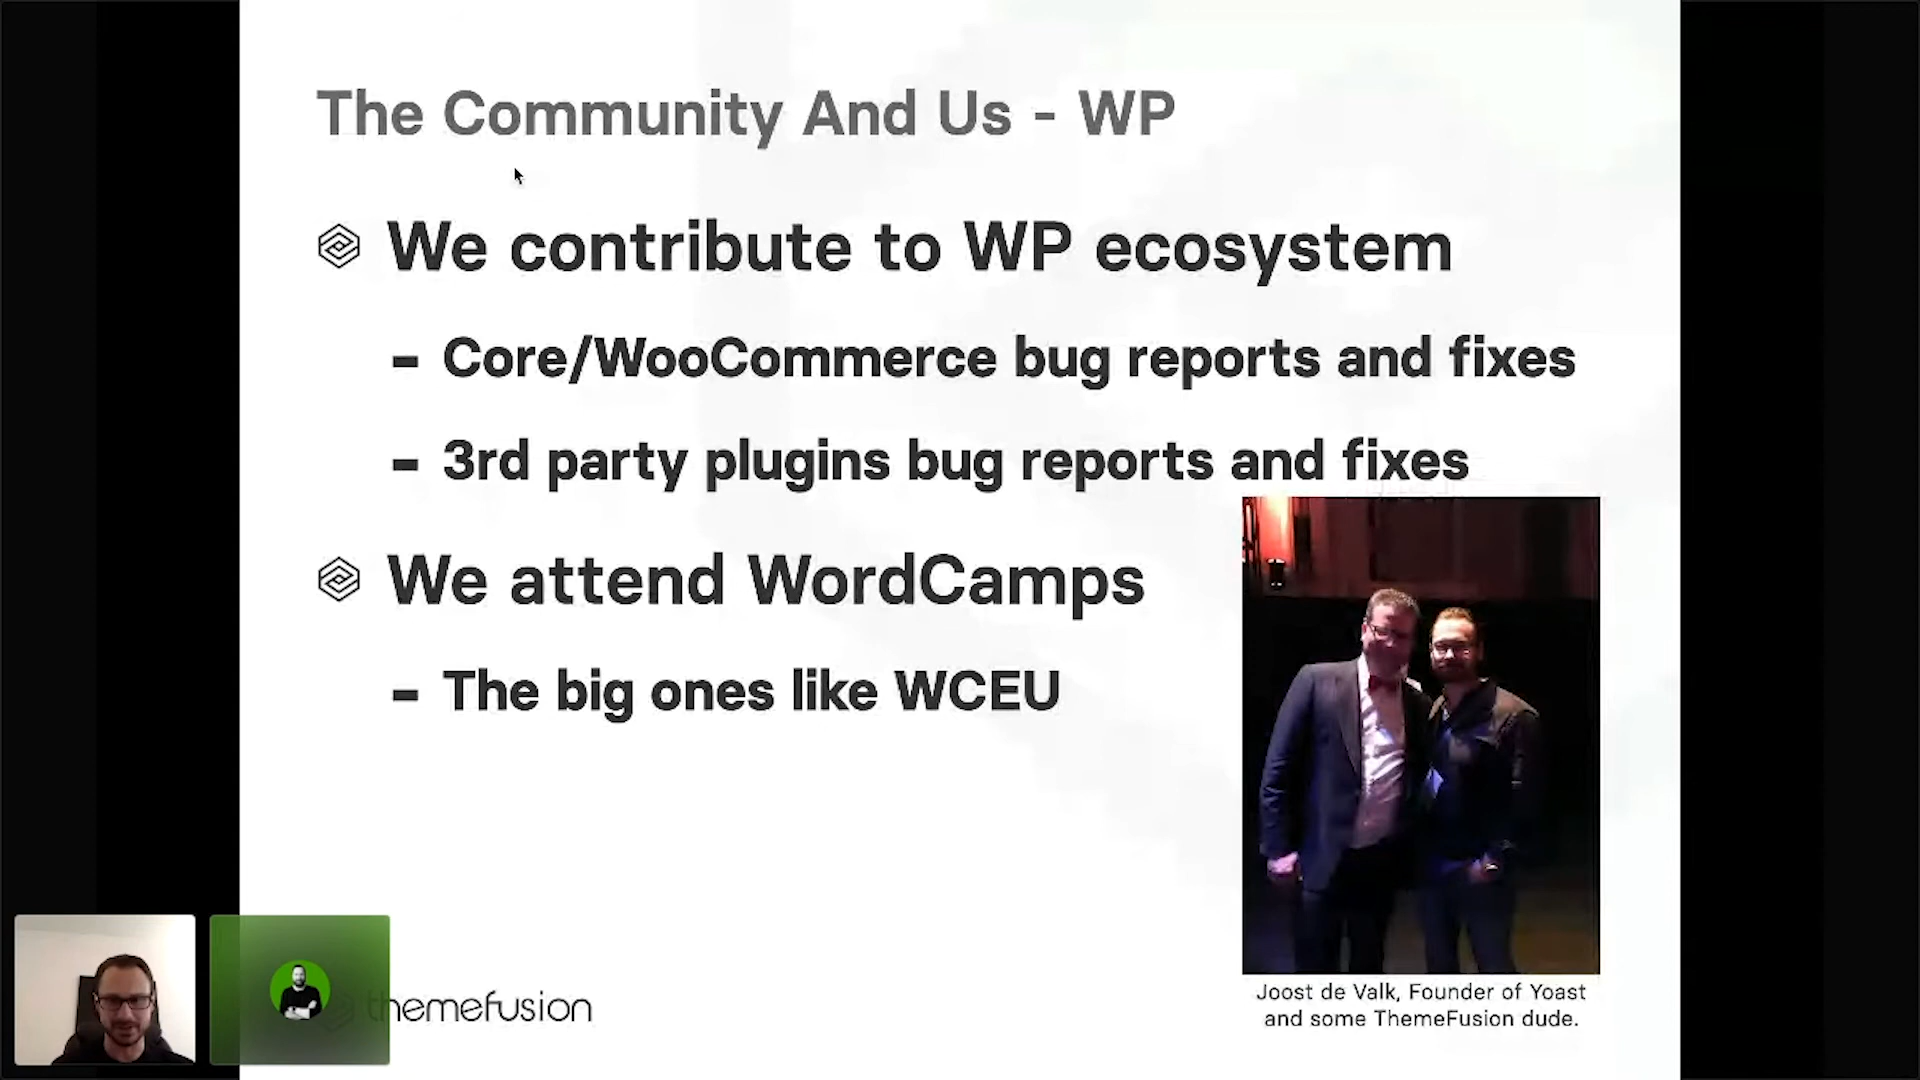 The Community And Us - WP
We contribute to WP ecosystem
- Core/WooCommerce bug reports and fixes
- 3rd party plugins bug reports and fixes
We attend WordCamps
- The big ones like WCEU
Joost de Valk, Founder of Yoast
and some ThemeFusion dude.
themefusion